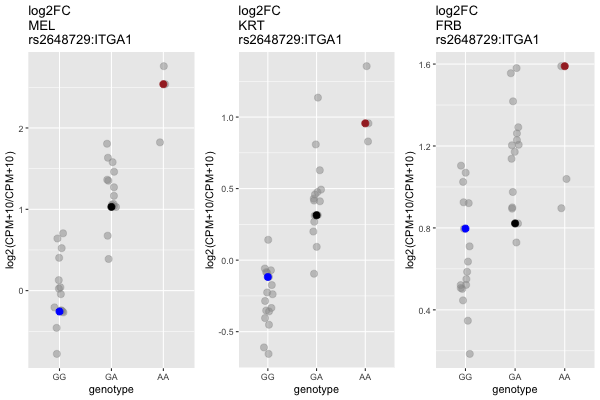 log2FC
MEL
rs2648729:ITGA1
log2(CPM+10/CPM+10)
2
1
0
GG
GA
AA
genotype
log2FC
KRT
rs2648729:ITGA1
log2(CPM+10/CPM+10)
1.0
0.5
0.0
-0.5
GG
GA
AA
genotype
log2FC
FRB
rs2648729:ITGA1
log2(CPM+10/CPM+10)
1.6
1.2
0.8
0.4
GG
GA
AA
genotype